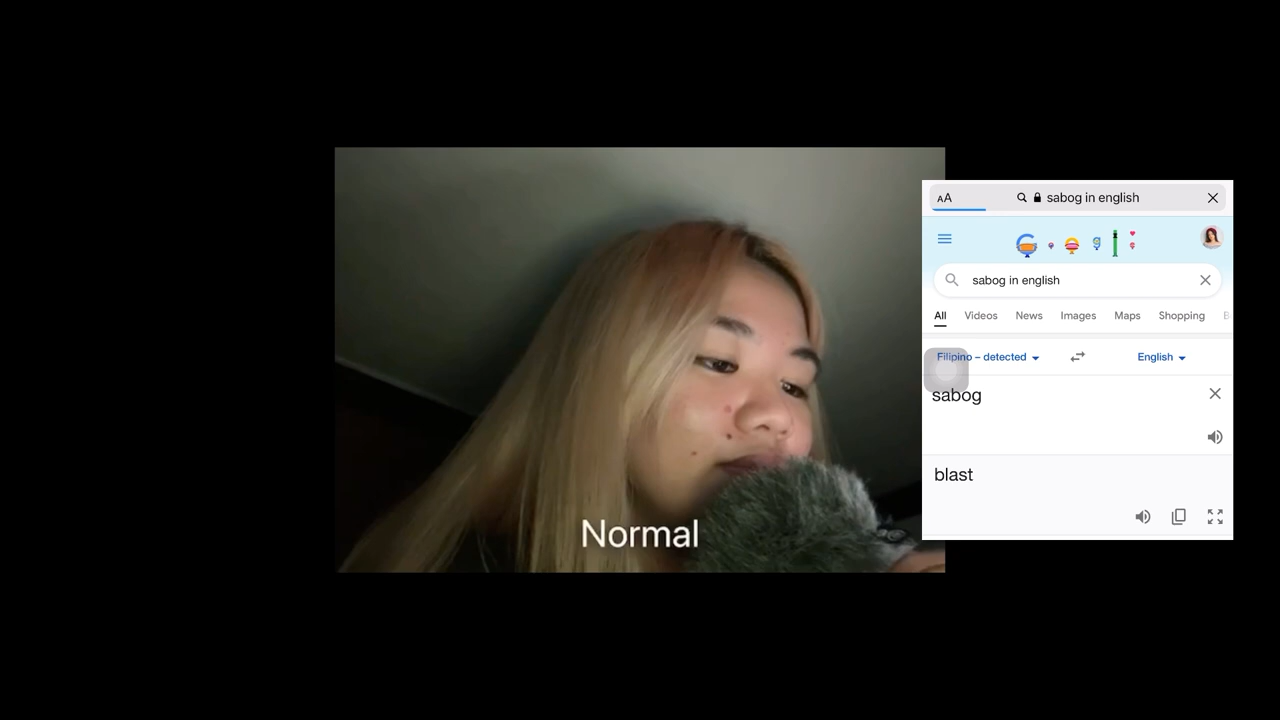 AA sabog in english
Google
sabog in english
All Videos News Images Maps Shopping
Filipino – detected English
sabog
blast
Normal